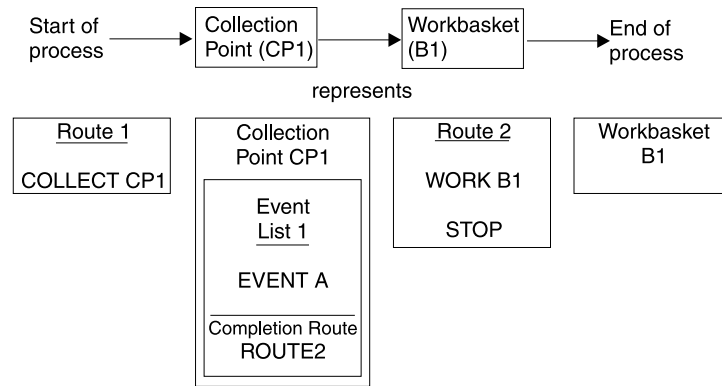 Start of
process
Collection
Point (CP1)
Workbasket
(B1)
End of
process
represents
Route 1
COLLECT CP1
Collection
Point CP1
Event
List 1
EVENT A
Completion Route
ROUTE2
Route 2
WORK B1
STOP
Workbasket
B1